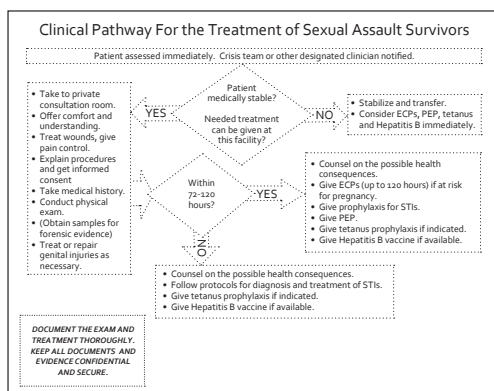 Clinical Pathway For the Treatment of Sexual Assault Survivors
Patient assessed immediately. Crisis team or other designated clinician notified.
Patient
medically stable?
Needed treatment
can be given at
this facility?
YES
NO
• Take to private
consultation room.
• Offer comfort and
understanding.
• Treat wounds, give
pain control.
• Explain procedures
and get informed
consent
• Take medical history.
• Conduct physical
exam.
• (Obtain samples for
forensic evidence)
• Treat or repair
genital injuries as
necessary.
• Stabilize and transfer.
• Consider ECPs, PEP, tetanus
and Hepatitis B immediately.
Within
72-120
hours?
YES
• Counsel on the possible health
consequences.
• Give ECPs (up to 120 hours) if at risk
for pregnancy.
• Give prophylaxis for STIs.
• Give PEP.
• Give tetanus prophylaxis if indicated.
• Give Hepatitis B vaccine if available.
NO
• Counsel on the possible health consequences.
• Follow protocols for diagnosis and treatment of STIs.
• Give tetanus prophylaxis if indicated.
• Give Hepatitis B vaccine if available.
DOCUMENT THE EXAM AND
TREATMENT THOROUGHLY.
KEEP ALL DOCUMENTS AND
EVIDENCE CONFIDENTIAL
AND SECURE.